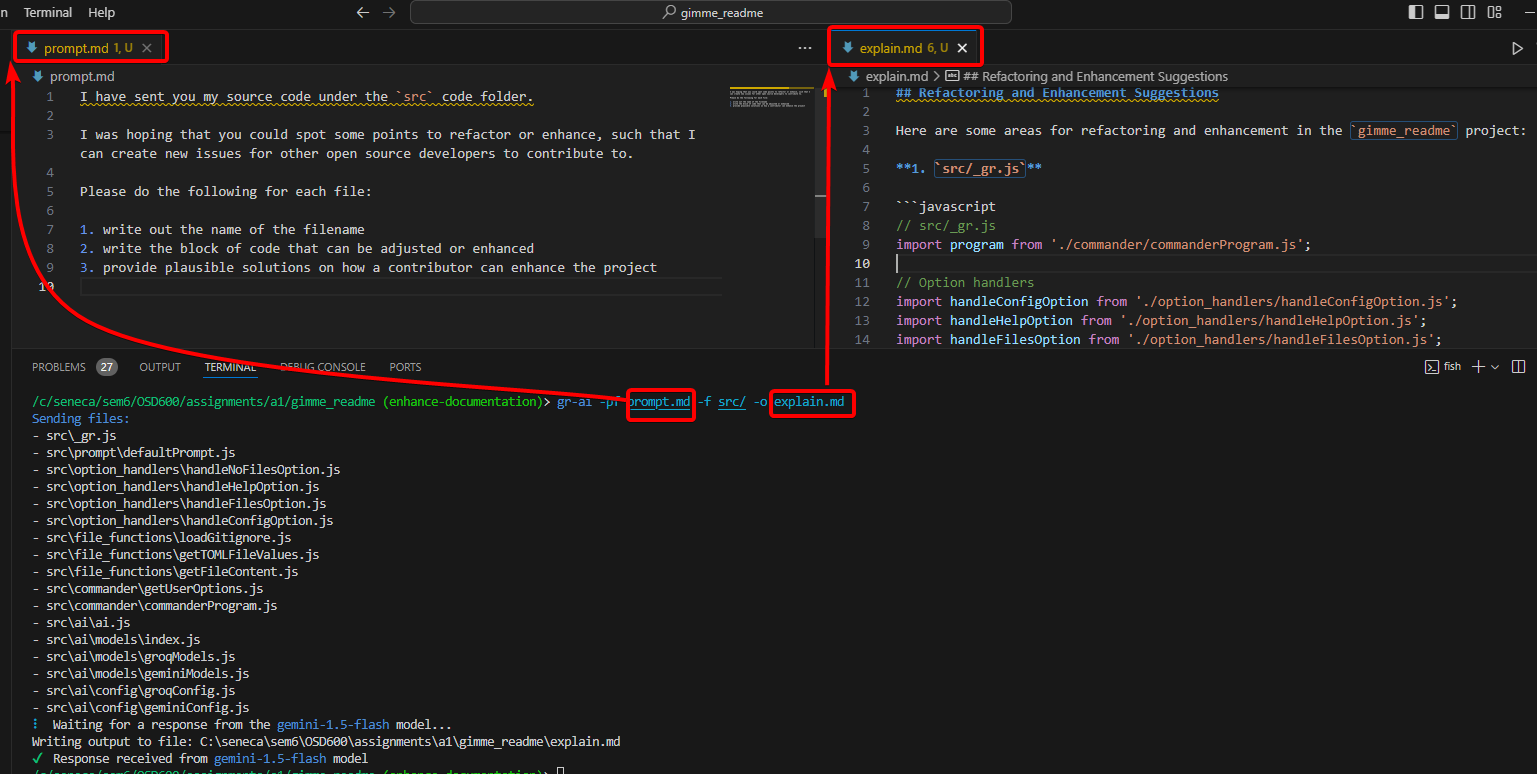 n Terminal Help
gimme_readme
prompt.md 1, U
explain.md 6, U
prompt.md
explain.md > ## Refactoring and Enhancement Suggestions
1 I have sent you my source code under the `src` code folder.
2
3 I was hoping that you could spot some points to refactor or enhance, such that I
can create new issues for other open source developers to contribute to.
4
5 Please do the following for each file:
6
7 1. write out the name of the filename
8 2. write the block of code that can be adjusted or enhanced
9 3. provide plausible solutions on how a contributor can enhance the project
10
1 ## Refactoring and Enhancement Suggestions
2
3 Here are some areas for refactoring and enhancement in the `gimme_readme` project:
4
5 **1. `src/_gr.js`**
6
7 ```javascript
8 // src/_gr.js
9 import program from './commander/commanderProgram.js';
10
11 // Option handlers
12 import handleConfigOption from './option_handlers/handleConfigOption.js';
13 import handleHelpOption from './option_handlers/handleHelpOption.js';
14 import handleFilesOption from './option_handlers/handleFilesOption.js';
PROBLEMS 27 OUTPUT TERMINAL DEBUG CONSOLE PORTS
fish
/c/seneca/sem6/OSD600/assignments/a1/gimme_readme (enhance-documentation)> gr-ai -pf prompt.md -f src/ -o explain.md
Sending files:
- src\_gr.js
- src\prompt\defaultPrompt.js
- src\option_handlers\handleNoFilesOption.js
- src\option_handlers\handleHelpOption.js
- src\option_handlers\handleFilesOption.js
- src\option_handlers\handleConfigOption.js
- src\file_functions\loadGitignore.js
- src\file_functions\getTOMLFileValues.js
- src\file_functions\getFileContent.js
- src\commander\getUserOptions.js
- src\commander\commanderProgram.js
- src\ai\ai.js
- src\ai\models\index.js
- src\ai\models\groqModels.js
- src\ai\models\geminiModels.js
- src\ai\config\groqConfig.js
- src\ai\config\geminiConfig.js
Waiting for a response from the gemini-1.5-flash model...
Writing output to file: C:\seneca\sem6\OSD600\assignments\a1\gimme_readme\explain.md
✓ Response received from gemini-1.5-flash model
/c/seneca/sem6/OSD600/assignments/a1/gimme_readme (enhance-documentation)>